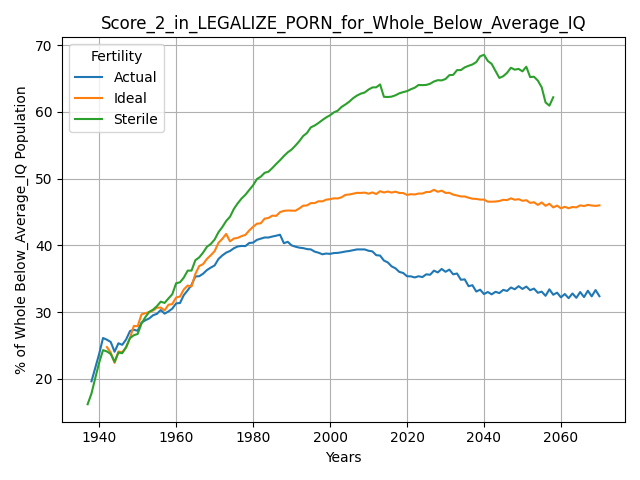 Score_2_in_LEGALIZE_PORN_for_Whole_Below_Average_IQ
Fertility
Actual
Ideal
Sterile
% of Whole Below_Average_IQ Population
70
60
50
40
30
20
1940 1960 1980 2000 2020 2040 2060
Years